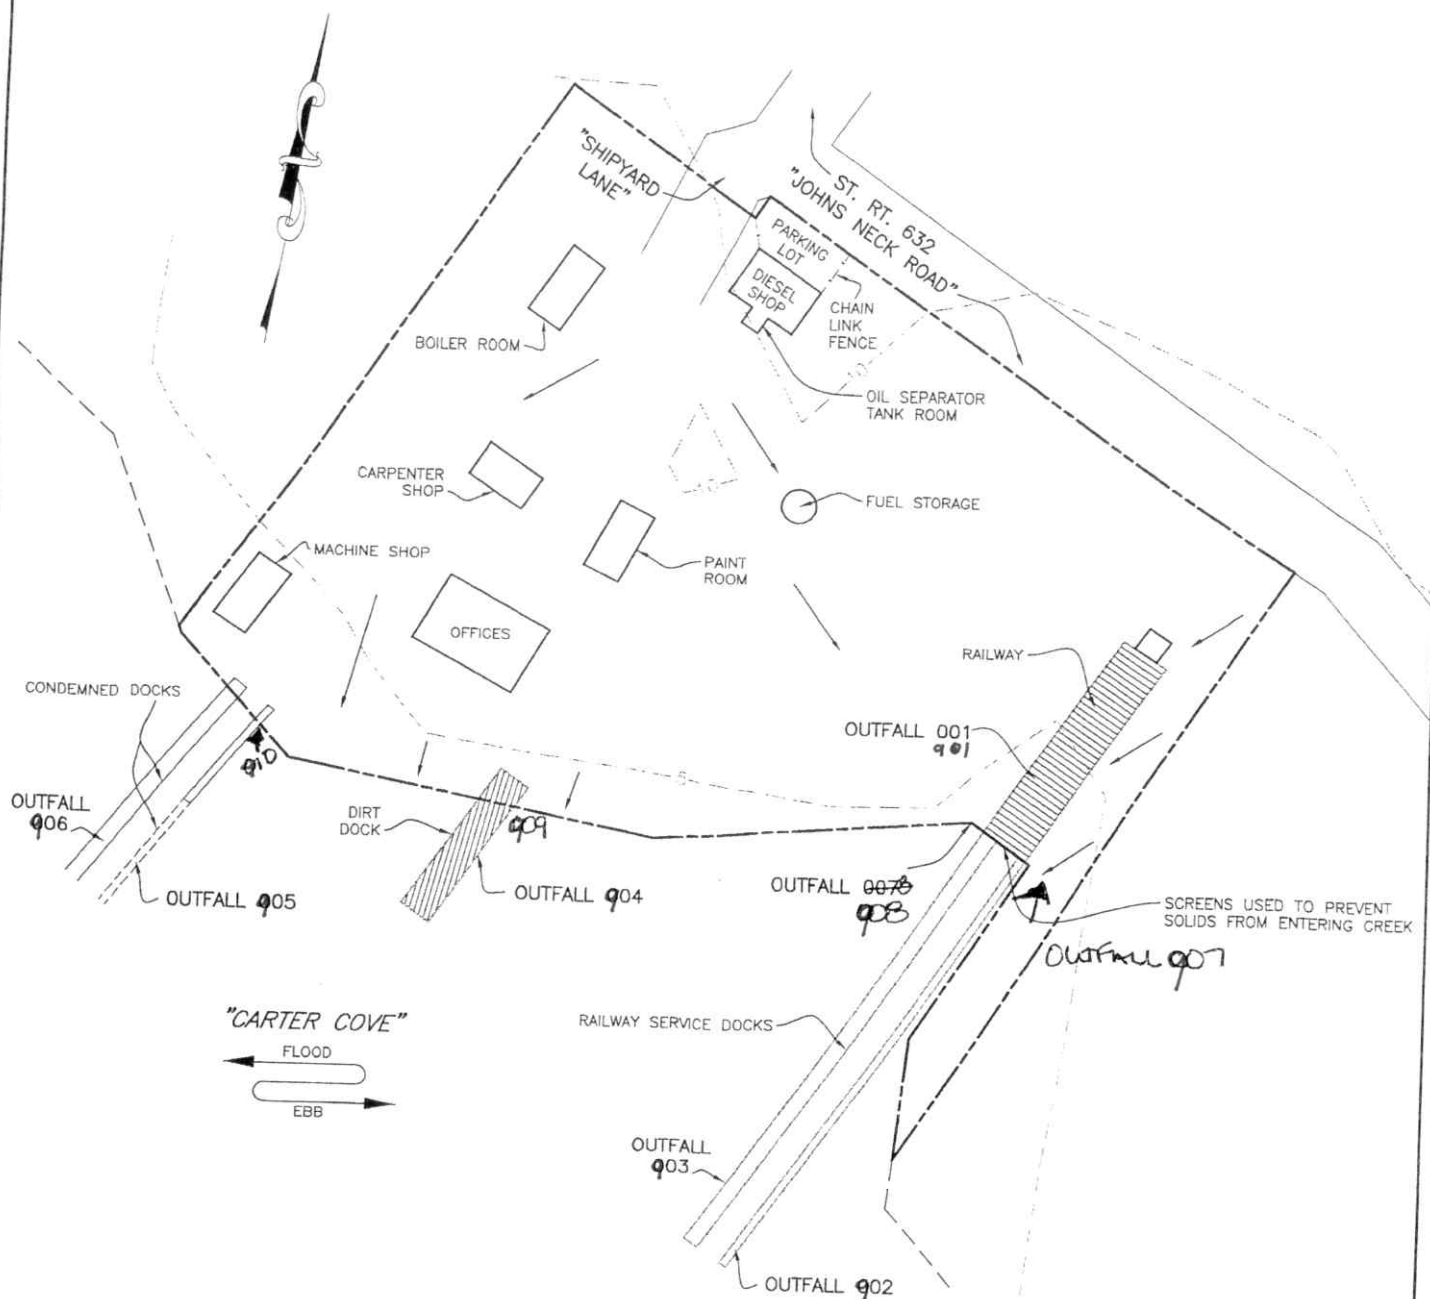 "SHIPYARD
LANE"
ST. RT. 632
"JOHNS NECK ROAD"
PARKING
LOT
DIESEL
SHOP
CHAIN
LINK
FENCE
BOILER ROOM
OIL SEPARATOR
TANK ROOM
CARPENTER
SHOP
FUEL STORAGE
MACHINE SHOP
PAINT
ROOM
OFFICES
RAILWAY
CONDEMNED DOCKS
OUTFALL 001
901
910
OUTFALL
906
DIRT
DOCK
909
OUTFALL 905
OUTFALL 904
OUTFALL 0078
908
SCREENS USED TO PREVENT
SOLIDS FROM ENTERING CREEK
OUTFALL 907
"CARTER COVE"
FLOOD
EBB
RAILWAY SERVICE DOCKS
OUTFALL
903
OUTFALL 902
5